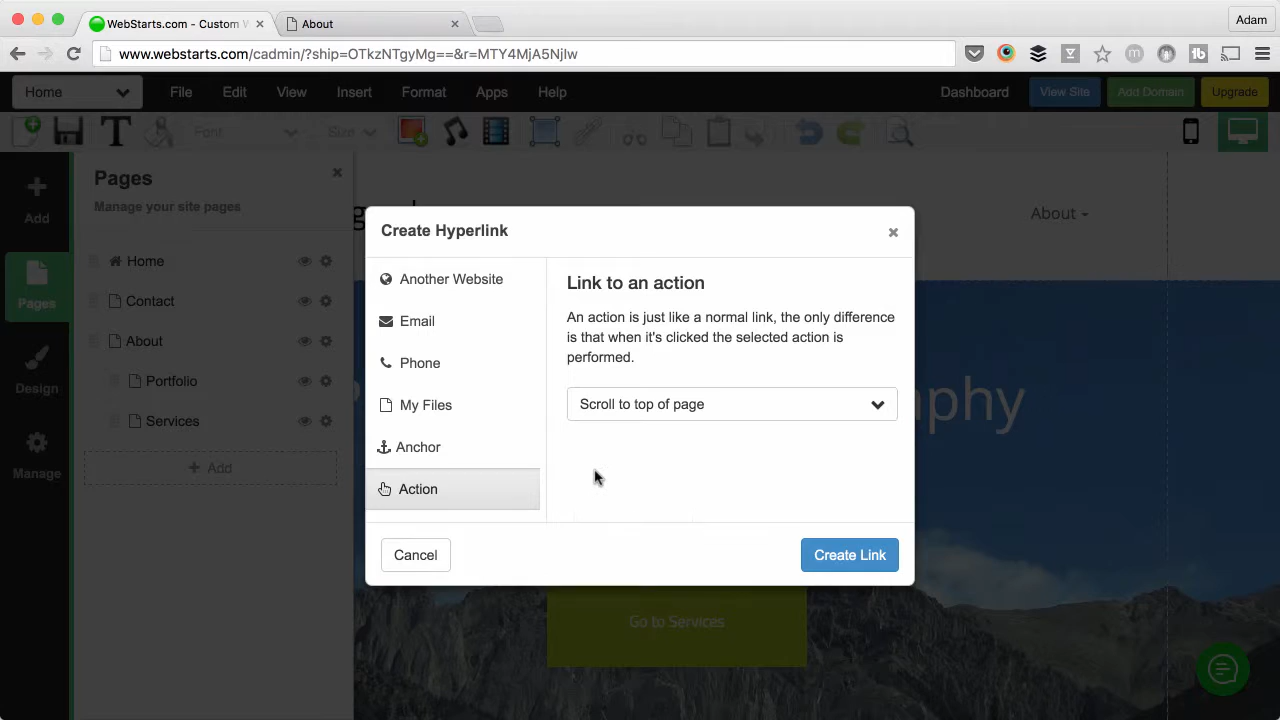 WebStarts.com - Custom W
About
Adam
www.webstarts.com/cadmin/?ship=OTkzNTgyMg==&r=MTY4MjA5NjIw
Home
File
Edit
View
Insert
Format
Apps
Help
Dashboard
View Site
Add Domain
Upgrade
Font
Size
Add
Pages
Design
Manage
Pages
Manage your site pages
Home
Contact
About
Portfolio
Services
Add
About
Create Hyperlink
Another Website
Email
Phone
My Files
Anchor
Action
Link to an action
An action is just like a normal link, the only difference
is that when it's clicked the selected action is
performed.
Scroll to top of page
Cancel
Create Link
Go to Services